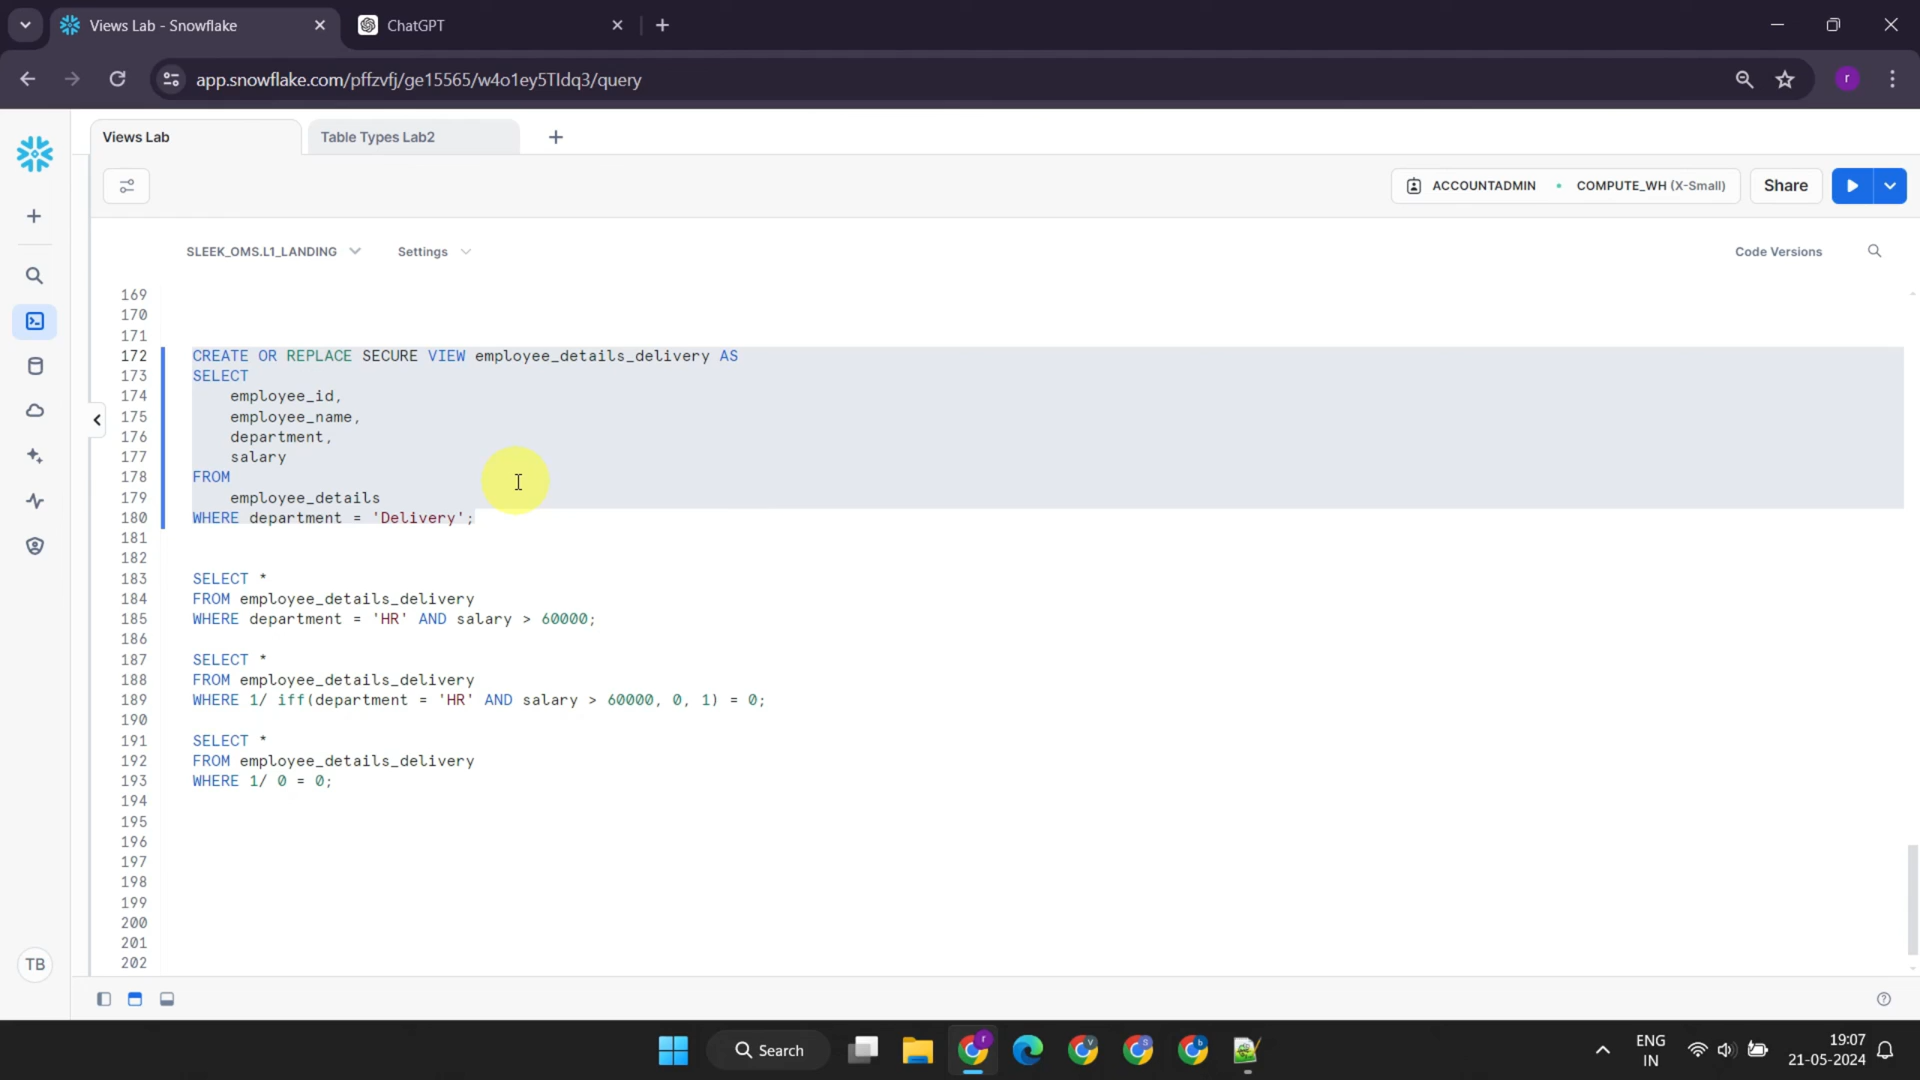 Views Lab - Snowflake
ChatGPT
app.snowflake.com/pffzvfj/ge15565/w4o1ey5TIdq3/query
r
Views Lab
Table Types Lab2
ACCOUNTADMIN
COMPUTE_WH (X-Small)
Share
SLEEK_OMS.L1_LANDING
Settings
Code Versions
169
170
171
172 CREATE OR REPLACE SECURE VIEW employee_details_delivery AS
173 SELECT
174 employee_id,
175 employee_name,
176 department,
177 salary
178 FROM
179 employee_details
180 WHERE department = 'Delivery';
181
182
183 SELECT *
184 FROM employee_details_delivery
185 WHERE department = 'HR' AND salary > 60000;
186
187 SELECT *
188 FROM employee_details_delivery
189 WHERE 1/ iff(department = 'HR' AND salary > 60000, 0, 1) = 0;
190
191 SELECT *
192 FROM employee_details_delivery
193 WHERE 1/ 0 = 0;
194
195
196
197
198
199
200
201
202
TB
Search
ENG
IN
19:07
21-05-2024